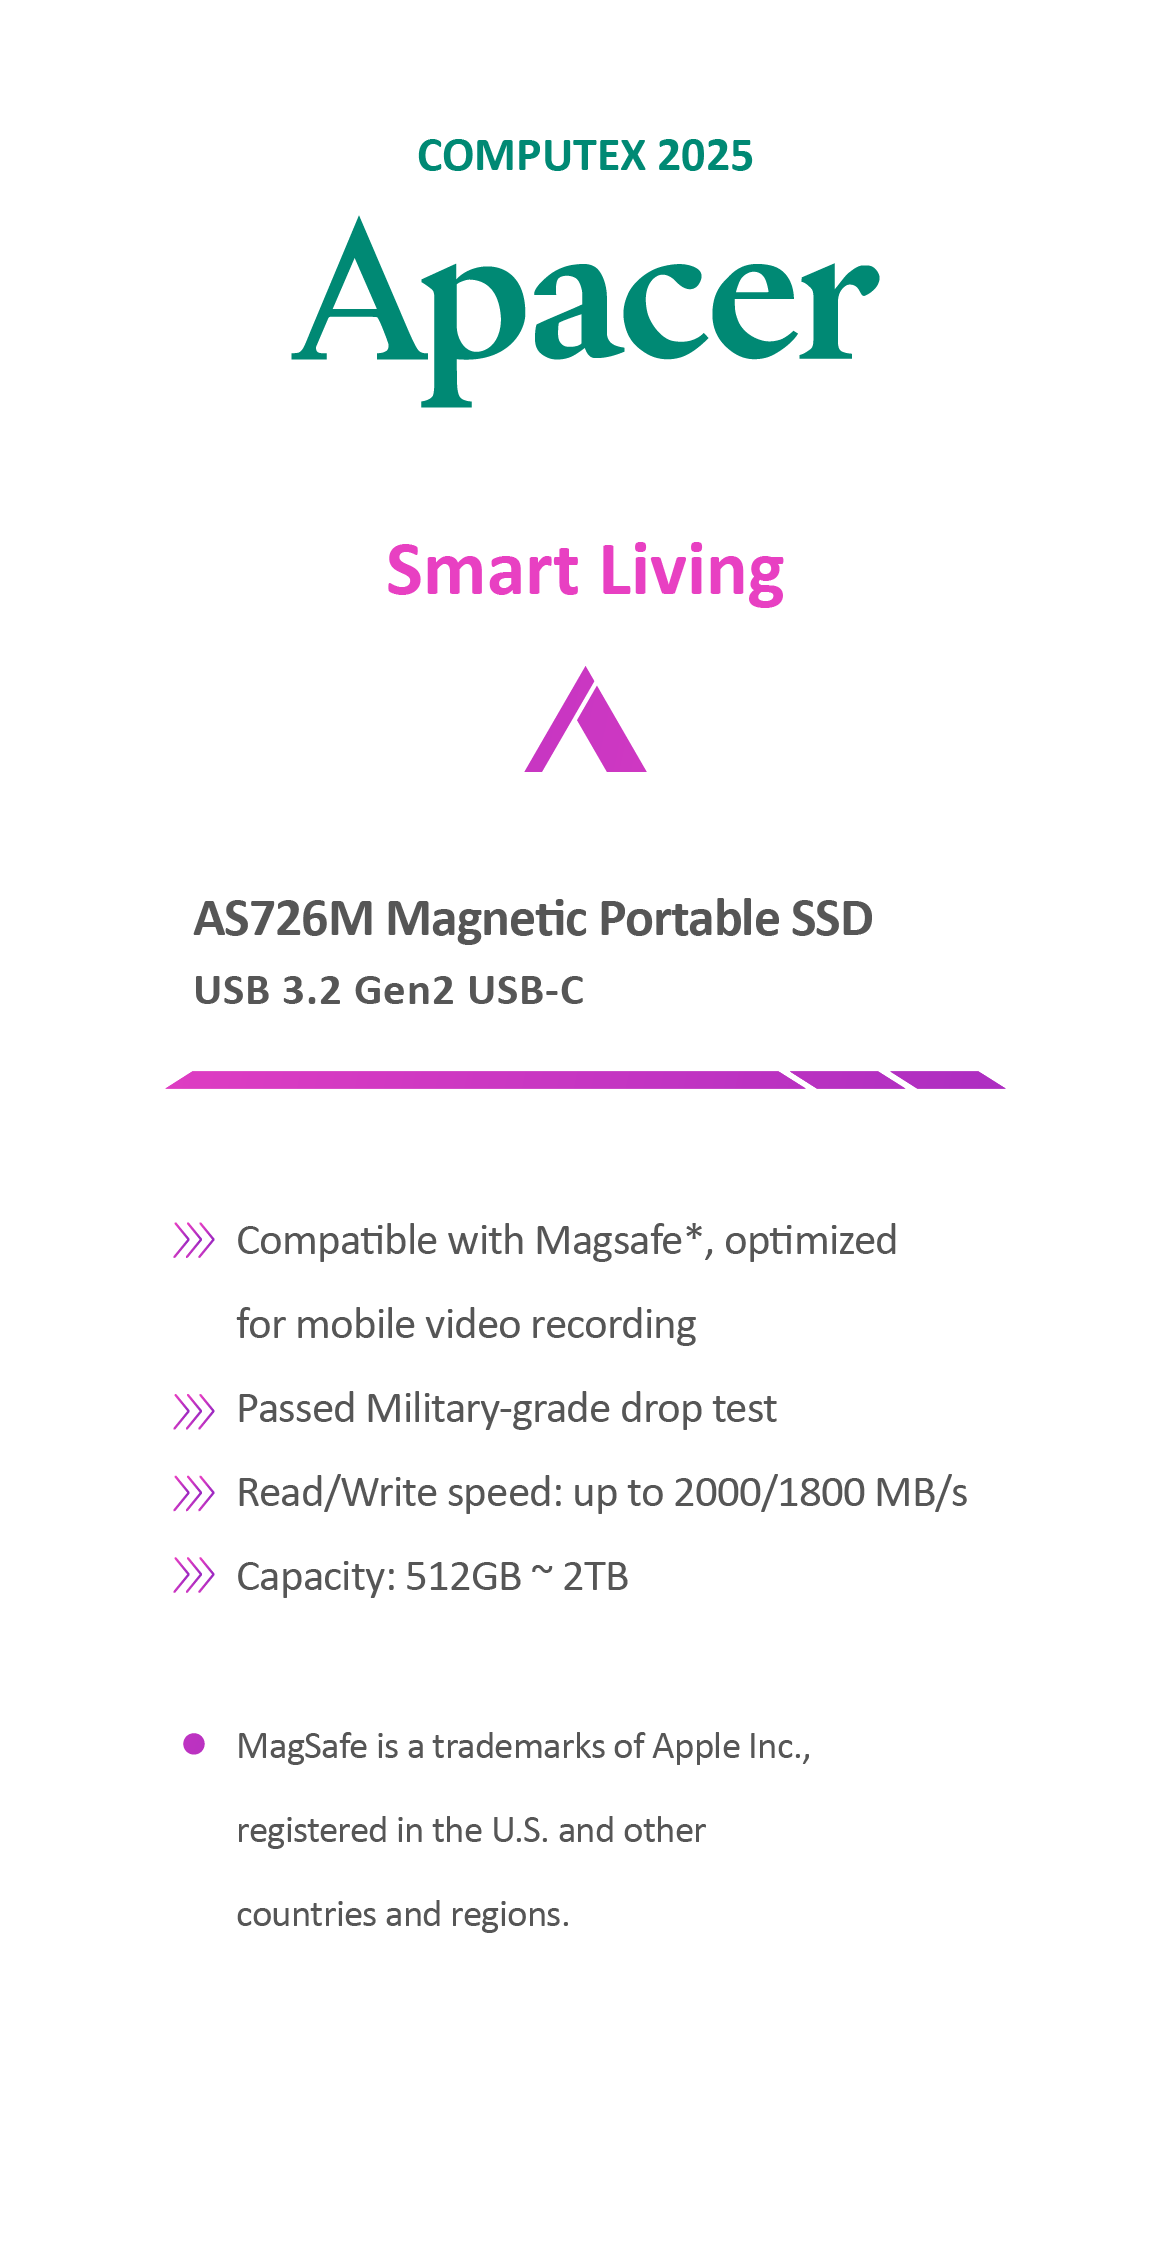 COMPUTEX 2025
Apacer
Smart Living
AS726M Magnetic Portable SSD
USB 3.2 Gen2 USB-C
Compatible with Magsafe*, optimized
for mobile video recording
Passed Military-grade drop test
Read/Write speed: up to 2000/1800 MB/s
Capacity: 512GB ~ 2TB
MagSafe is a trademarks of Apple Inc.,
registered in the U.S. and other
countries and regions.